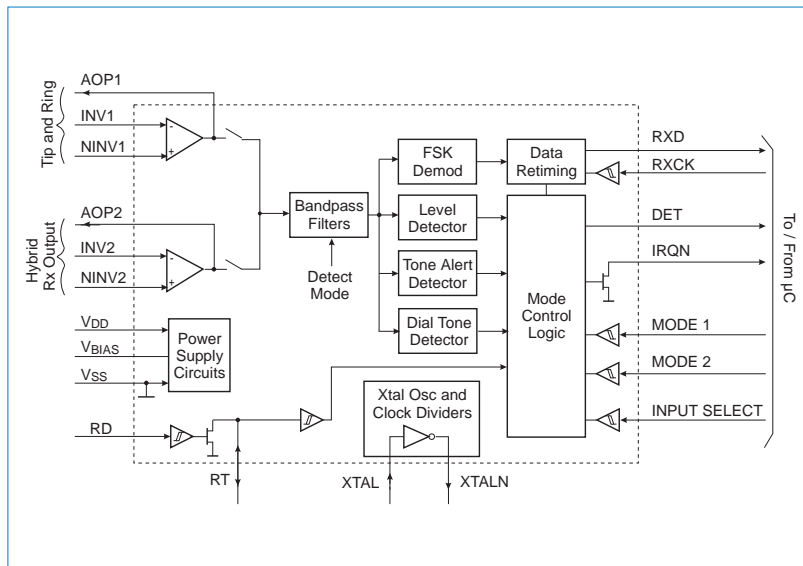 AOP1
INV1
NINV1
Tip and Ring
-
+
AOP2
INV2
NINV2
Hybrid
Rx Output
-
+
VDD
VBIAS
VSS
Power
Supply
Circuits
RD
RT
Bandpass
Filters
Detect
Mode
FSK
Demod
Level
Detector
Tone Alert
Detector
Dial Tone
Detector
Xtal Osc and
Clock Dividers
XTAL
XTALN
Data
Retiming
Mode
Control
Logic
RXD
RXCK
DET
IRQN
MODE 1
MODE 2
INPUT SELECT
To / From µC